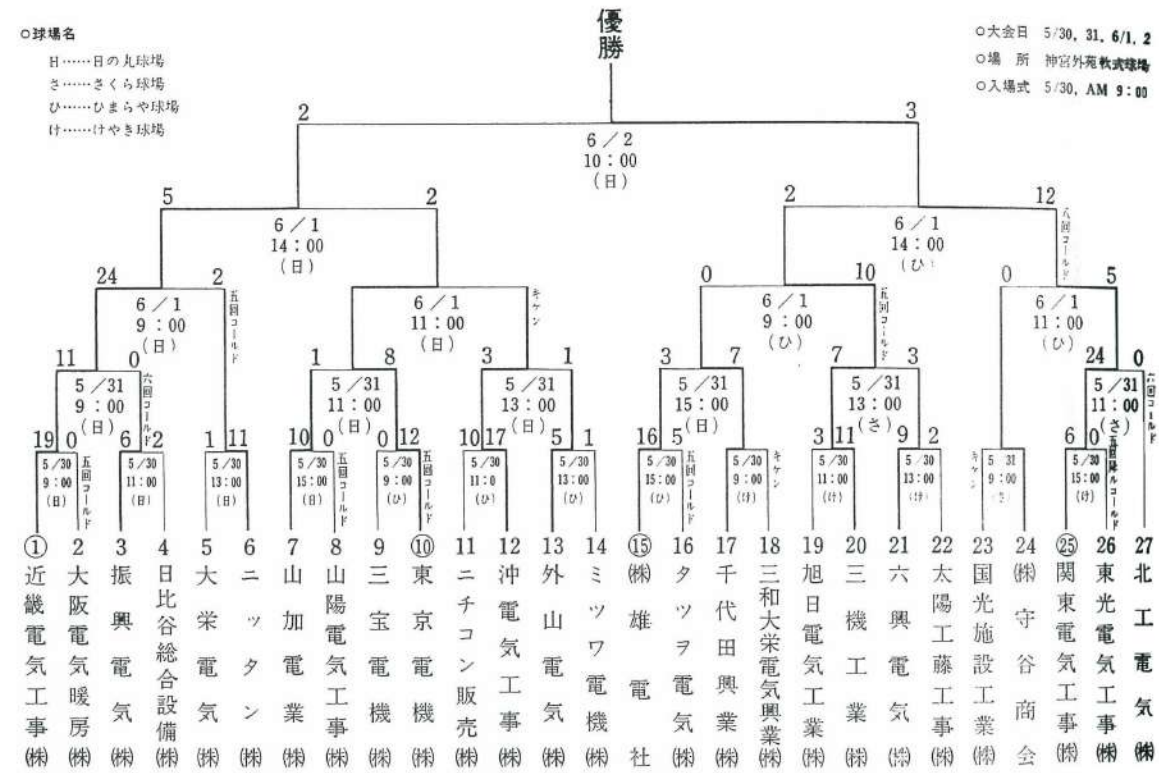 優勝
○球場名
日……日の丸球場
さ……さくら球場
ひ……ひまらや球場
け……けやき球場
○大会日 5/30, 31, 6/1, 2
○場 所 神宮外苑軟式球場
○入場式 5/30, AM 9:00
2 3
6/2
10:00
(日)
5 2 2 12
八回コールド
6/1
14:00
(日)
6/1
14:00
(ひ)
24 2 0 10 0 5
五回コールド
キケン
五回コールド
6/1
9:00
(日)
6/1
11:00
(日)
6/1
9:00
(ひ)
6/1
11:00
(ひ)
11 0 1 8 3 1 3 7 7 3 24 0
六回コールド
六回コールド
5/31
9:00
(日)
5/31
11:00
(日)
5/31
13:00
(日)
5/31
15:00
(日)
5/31
13:00
(さ)
5/31
11:00
(さ)
19 0 6 2 1 11 10 0 0 12 10 17 5 1 16 5 3 11 9 2 6 0
5/30
9:00
(日)
五回コールド
5/30
11:00
(日)
5/30
13:00
(日)
5/30
15:00
(日)
五回コールド
5/30
9:00
(ひ)
五回コールド
5/30
11:0
(ひ)
5/30
13:00
(ひ)
5/30
15:00
(ひ)
五回コールド
5/30
9:00
(け)
キケン
5/30
11:00
(け)
5/30
13:00
(け)
キケン
5 31
9:00
(さ)
5/30
15:00
(け)
コールド
① 近畿電気工事㈱
2 大阪電気暖房㈱
3 振興電気㈱
4 日比谷総合設備㈱
5 大栄電気㈱
6 ニッタン㈱
7 山加電業㈱
8 山陽電気工事㈱
9 三宝電機㈱
⑩ 東京電機㈱
11 ニチコン販売㈱
12 沖電気工事㈱
13 外山電気㈱
14 ミツワ電機㈱
⑮ ㈱雄電社
16 タツヲ電気㈱
17 千代田興業㈱
18 三和大栄電気興業㈱
19 旭日電気工業㈱
20 三機工業㈱
21 六興電気㈱
22 太陽工藤工事㈱
23 国光施設工業㈱
24 ㈱守谷商会
㉕ 関東電気工事㈱
26 東光電気工事㈱
27 北工電気㈱